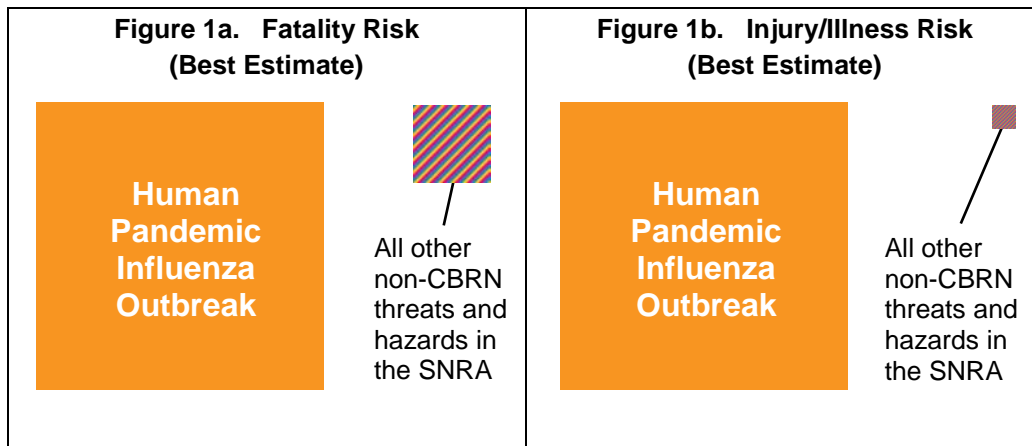 Figure 1a. Fatality Risk
(Best Estimate)
Human
Pandemic
Influenza
Outbreak
All other
non-CBRN
threats and
hazards in
the SNRA
Figure 1b. Injury/Illness Risk
(Best Estimate)
Human
Pandemic
Influenza
Outbreak
All other
non-CBRN
threats and
hazards in
the SNRA